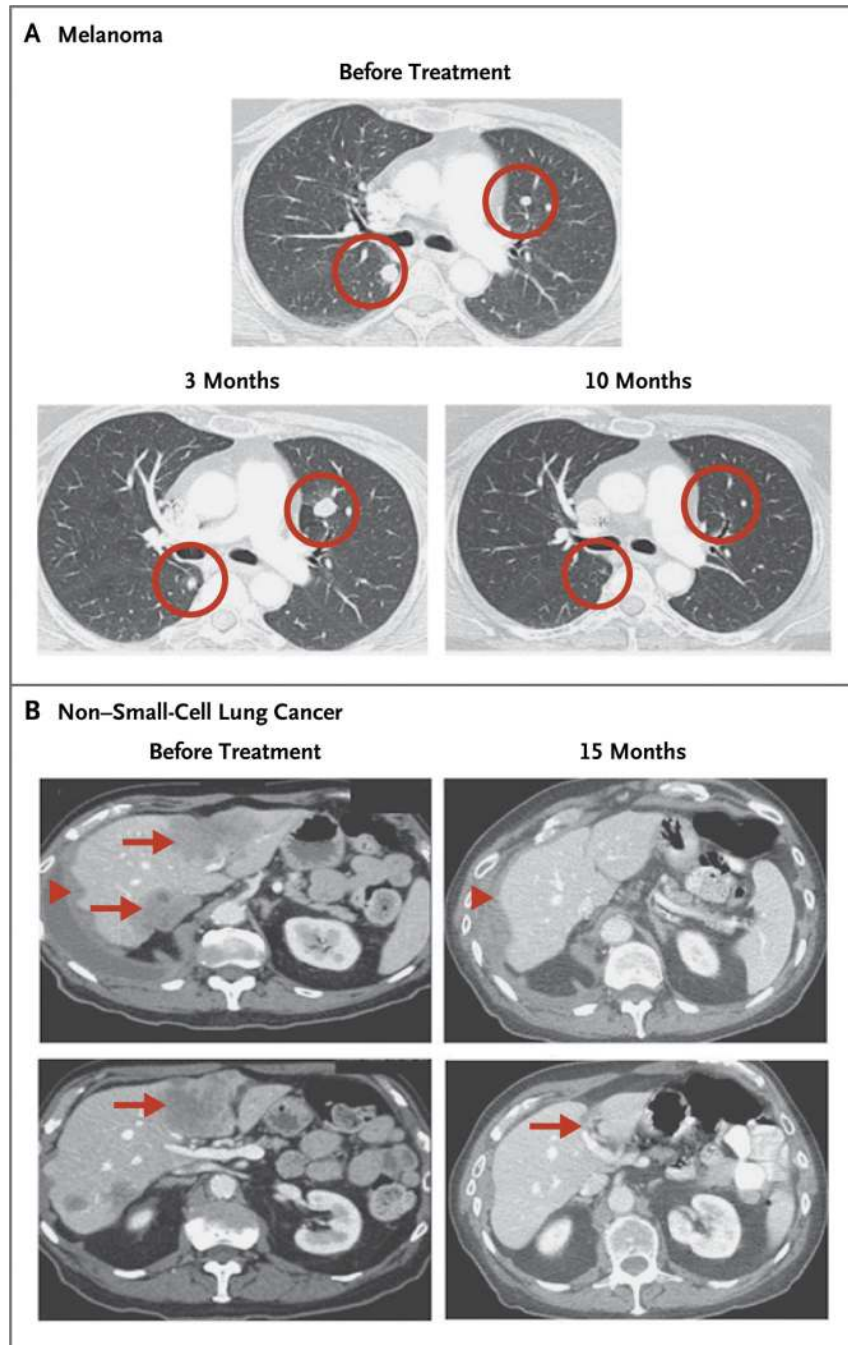 A Melanoma
Before Treatment
3 Months
10 Months
B Non–Small-Cell Lung Cancer
Before Treatment
15 Months